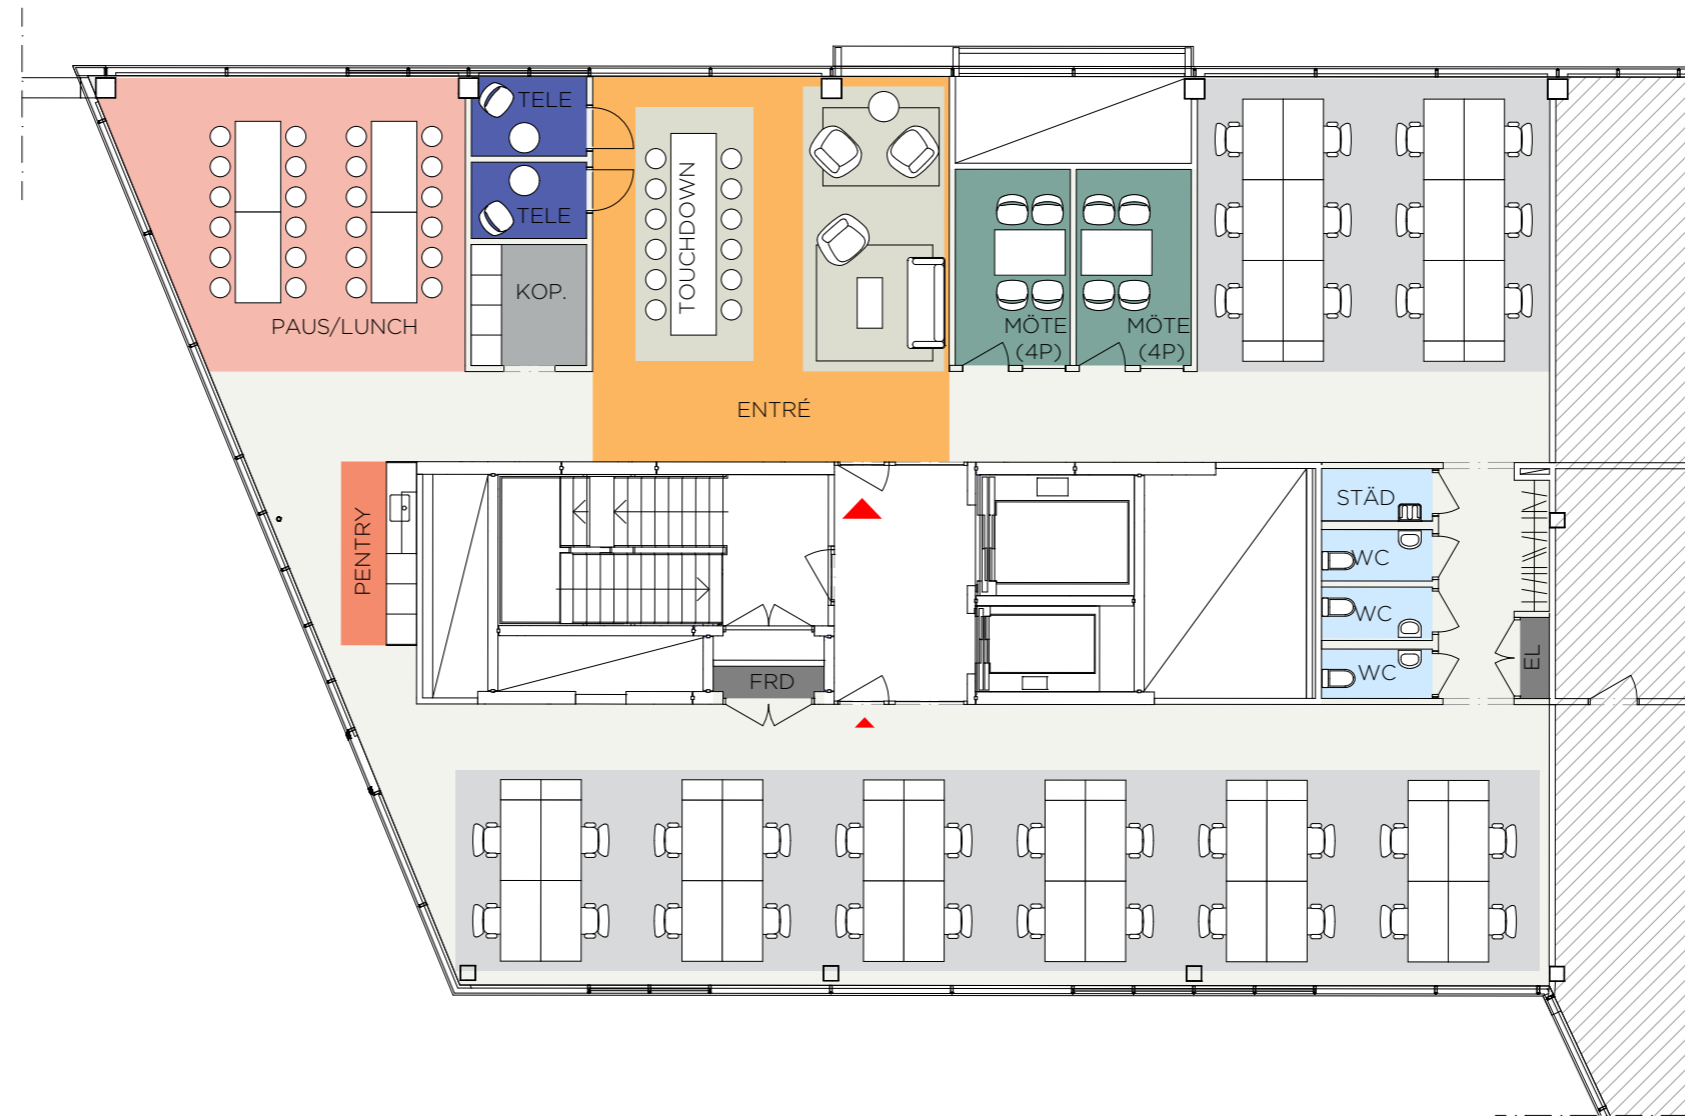 TELE
TELE
KOP.
PAUS/LUNCH
TOUCHDOWN
ENTRÉ
MÖTE
(4P)
MÖTE
(4P)
PENTRY
STÄD
WC
WC
WC
EL
FRD